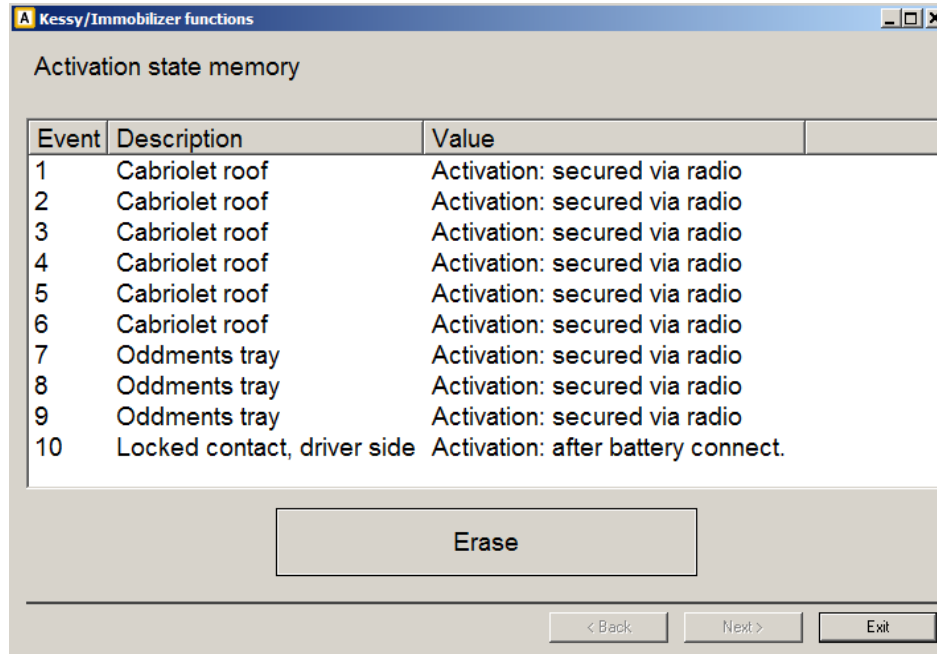 A Kessy/Immobilizer functions
Activation state memory
Event Description Value
1 Cabriolet roof Activation: secured via radio
2 Cabriolet roof Activation: secured via radio
3 Cabriolet roof Activation: secured via radio
4 Cabriolet roof Activation: secured via radio
5 Cabriolet roof Activation: secured via radio
6 Cabriolet roof Activation: secured via radio
7 Oddments tray Activation: secured via radio
8 Oddments tray Activation: secured via radio
9 Oddments tray Activation: secured via radio
10 Locked contact, driver side Activation: after battery connect.
Erase
< Back Next > Exit